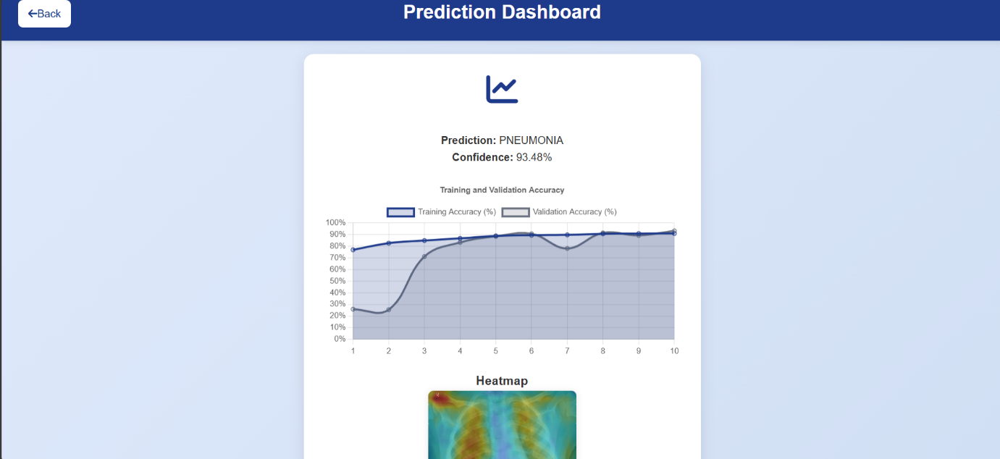 ←Back
Prediction Dashboard
Prediction: PNEUMONIA
Confidence: 93.48%
Training and Validation Accuracy
Training Accuracy (%) Validation Accuracy (%)
100%
90%
80%
70%
60%
50%
40%
30%
20%
10%
0%
1 2 3 4 5 6 7 8 9 10
Heatmap